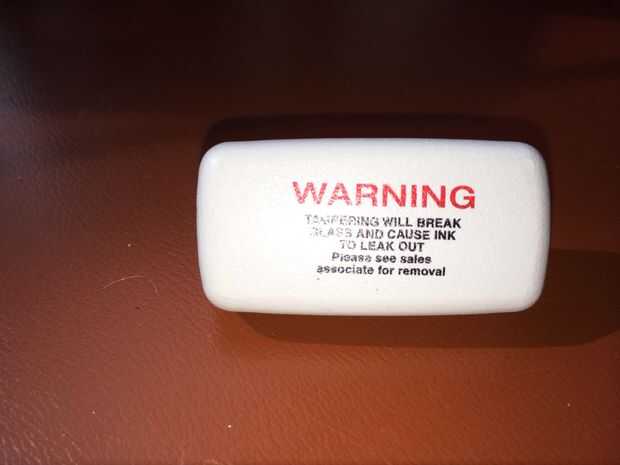 WARNING
TAMPERING WILL BREAK
GLASS AND CAUSE INK
TO LEAK OUT
Please see sales
associate for removal